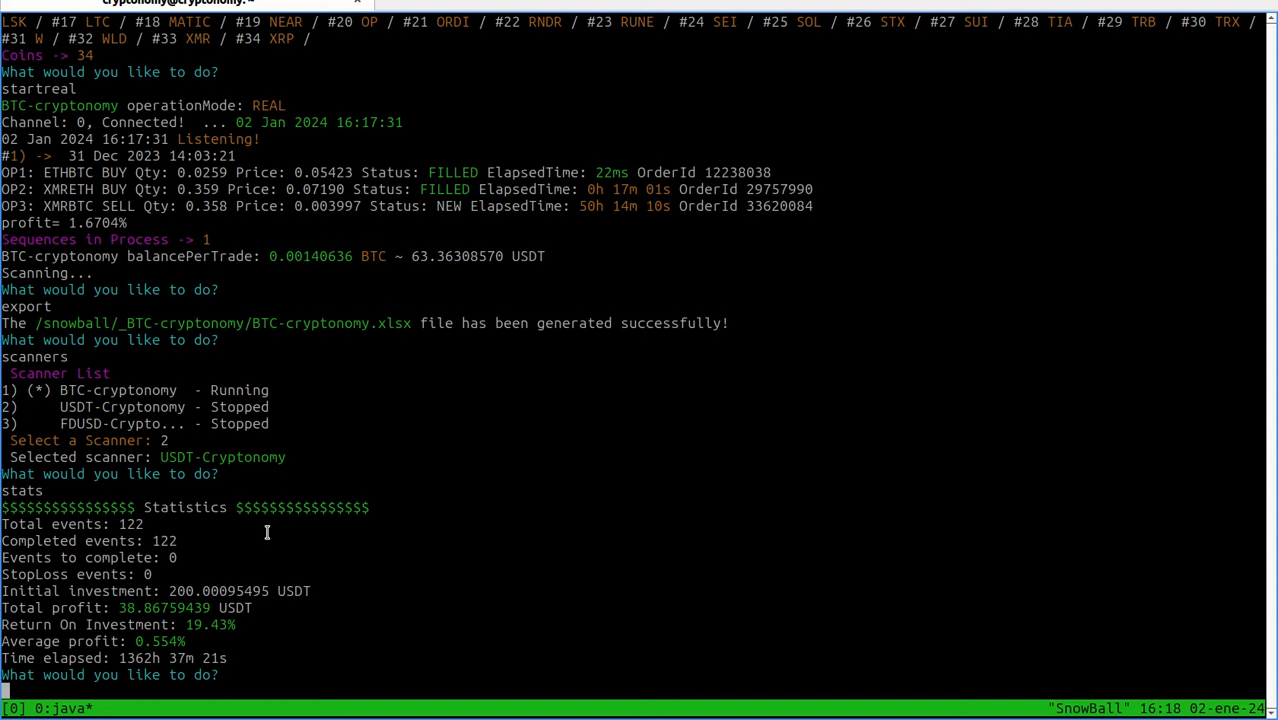 cryptonomy@cryptonomy: ~
LSK / #17 LTC / #18 MATIC / #19 NEAR / #20 OP / #21 ORDI / #22 RNDR / #23 RUNE / #24 SEI / #25 SOL / #26 STX / #27 SUI / #28 TIA / #29 TRB / #30 TRX /
#31 W / #32 WLD / #33 XMR / #34 XRP /
Coins -> 34
What would you like to do?
startreal
BTC-cryptonomy operationMode: REAL
Channel: 0, Connected!  ... 02 Jan 2024 16:17:31
02 Jan 2024 16:17:31 Listening!
#1) ->  31 Dec 2023 14:03:21
OP1: ETHBTC BUY Qty: 0.0259 Price: 0.05423 Status: FILLED ElapsedTime: 22ms OrderId 12238038
OP2: XMRETH BUY Qty: 0.359 Price: 0.07190 Status: FILLED ElapsedTime: 0h 17m 01s OrderId 29757990
OP3: XMRBTC SELL Qty: 0.358 Price: 0.003997 Status: NEW ElapsedTime: 50h 14m 10s OrderId 33620084
profit= 1.6704%
Sequences in Process -> 1
BTC-cryptonomy balancePerTrade: 0.00140636 BTC ~ 63.36308570 USDT
Scanning...
What would you like to do?
export
The /snowball/_BTC-cryptonomy/BTC-cryptonomy.xlsx file has been generated successfully!
What would you like to do?
scanners
Scanner List
1) (*) BTC-cryptonomy  - Running
2)     USDT-Cryptonomy - Stopped
3)     FDUSD-Crypto... - Stopped
Select a Scanner: 2
Selected scanner: USDT-Cryptonomy
What would you like to do?
stats
$$$$$$$$$$$$$$$$ Statistics $$$$$$$$$$$$$$$$
Total events: 122
Completed events: 122
Events to complete: 0
StopLoss events: 0
Initial investment: 200.00095495 USDT
Total profit: 38.86759439 USDT
Return On Investment: 19.43%
Average profit: 0.554%
Time elapsed: 1362h 37m 21s
What would you like to do?
[0] 0:java* "SnowBall" 16:18 02-ene-24